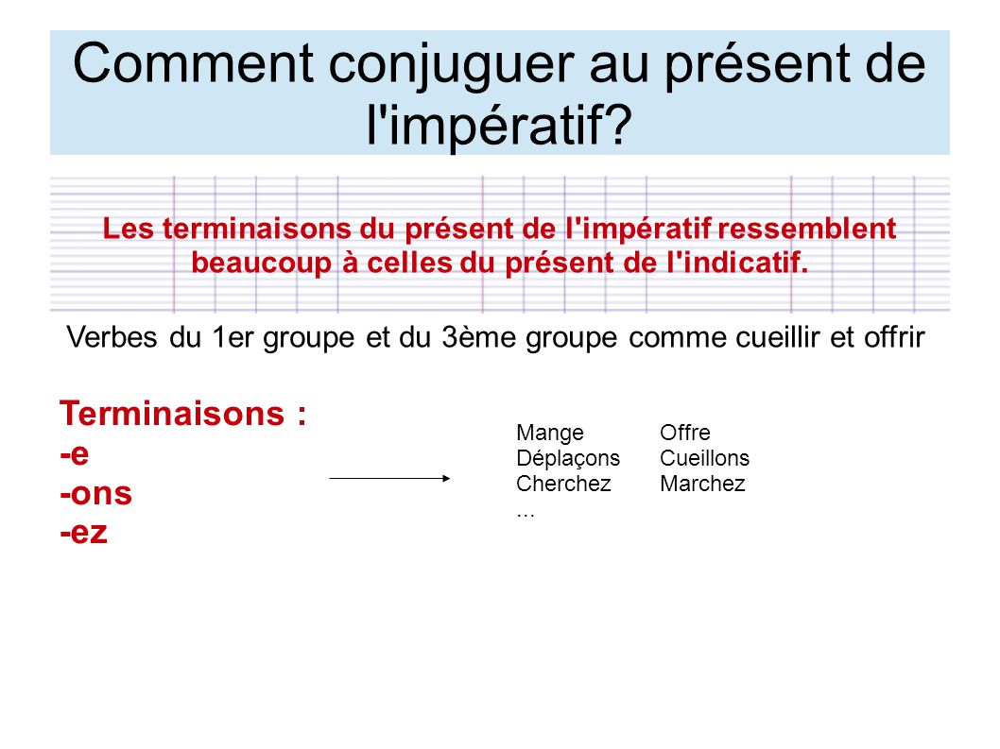 Comment conjuguer au présent de
l'impératif?
Les terminaisons du présent de l'impératif ressemblent
beaucoup à celles du présent de l'indicatif.
Verbes du 1er groupe et du 3ème groupe comme cueillir et offrir
Terminaisons :
-e
-ons
-ez
Mange Offre
Déplaçons Cueillons
Cherchez Marchez
...